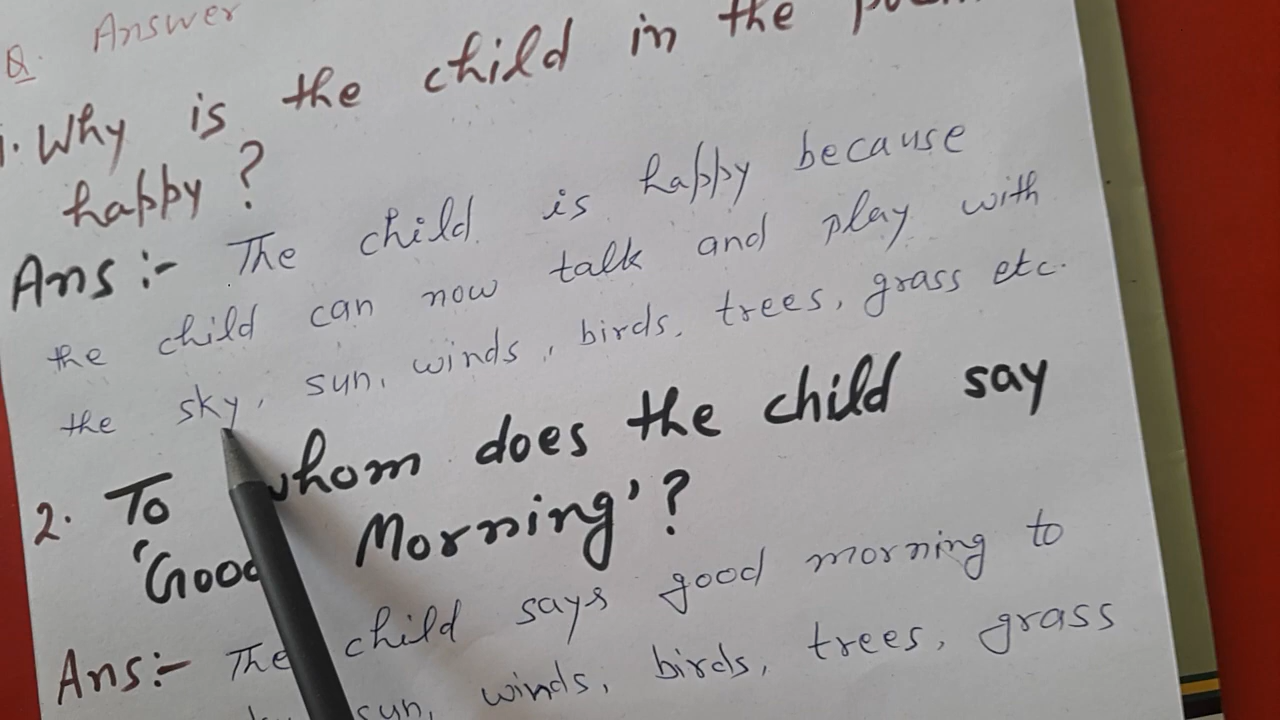 Q. Answer
1. Why is the child in the poem
happy?
Ans:- The child is happy because
the child can now talk and play with
the sky, sun, winds, birds, trees, grass etc.
2. To whom does the child say
'Good Morning'?
Ans:- The child says good morning to
sun, winds, birds, trees, grass